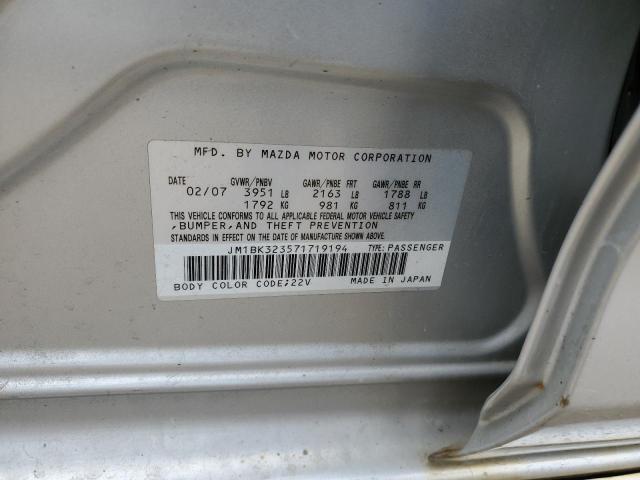 MFD. BY MAZDA MOTOR CORPORATION
DATE GVWR/PNBV GAWR/PNBE FRT GAWR/PNBE RR
02/07 3951 LB 2163 LB 1788 LB
1792 KG 981 KG 811 KG
THIS VEHICLE CONFORMS TO ALL APPLICABLE FEDERAL MOTOR VEHICLE SAFETY
,BUMPER,AND THEFT PREVENTION
STANDARDS IN EFFECT ON THE DATE OF MANUFACTURE SHOWN ABOVE.
JM1BK323571719194 TYPE:PASSENGER
BODY COLOR CODE;22V MADE IN JAPAN